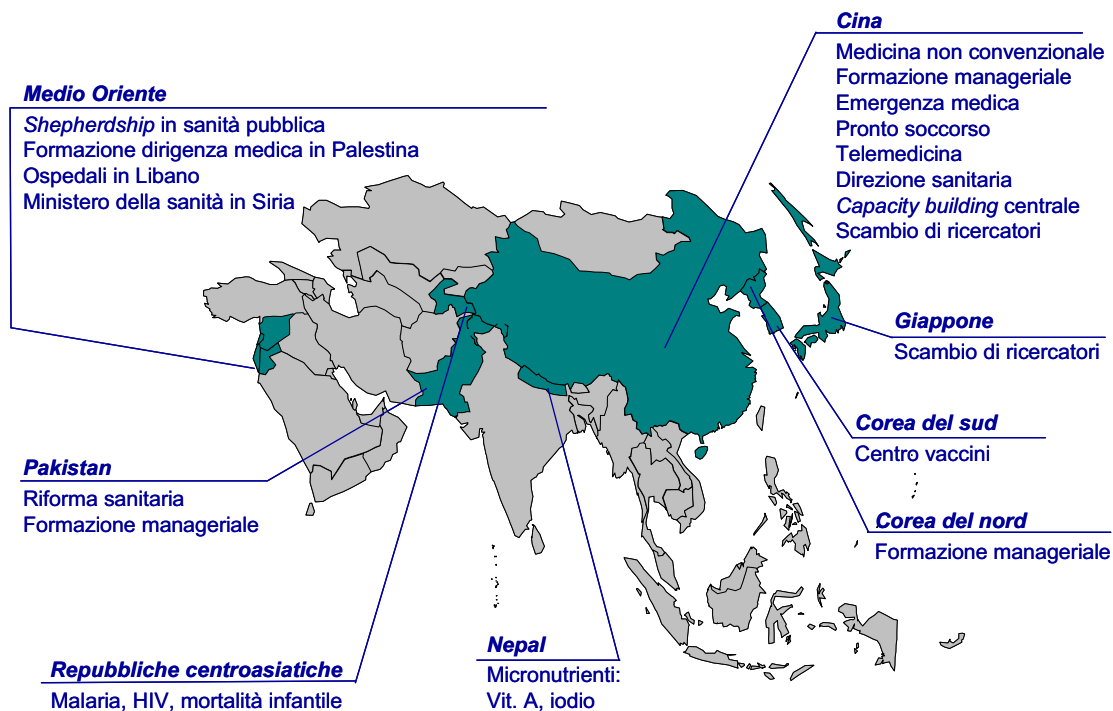 Cina
Medicina non convenzionale
Formazione manageriale
Emergenza medica
Pronto soccorso
Telemedicina
Direzione sanitaria
Capacity building centrale
Scambio di ricercatori
Medio Oriente
Shepherdship in sanità pubblica
Formazione dirigenza medica in Palestina
Ospedali in Libano
Ministero della sanità in Siria
Giappone
Scambio di ricercatori
Corea del sud
Centro vaccini
Pakistan
Riforma sanitaria
Formazione manageriale
Corea del nord
Formazione manageriale
Nepal
Micronutrienti:
Vit. A, iodio
Repubbliche centroasiatiche
Malaria, HIV, mortalità infantile